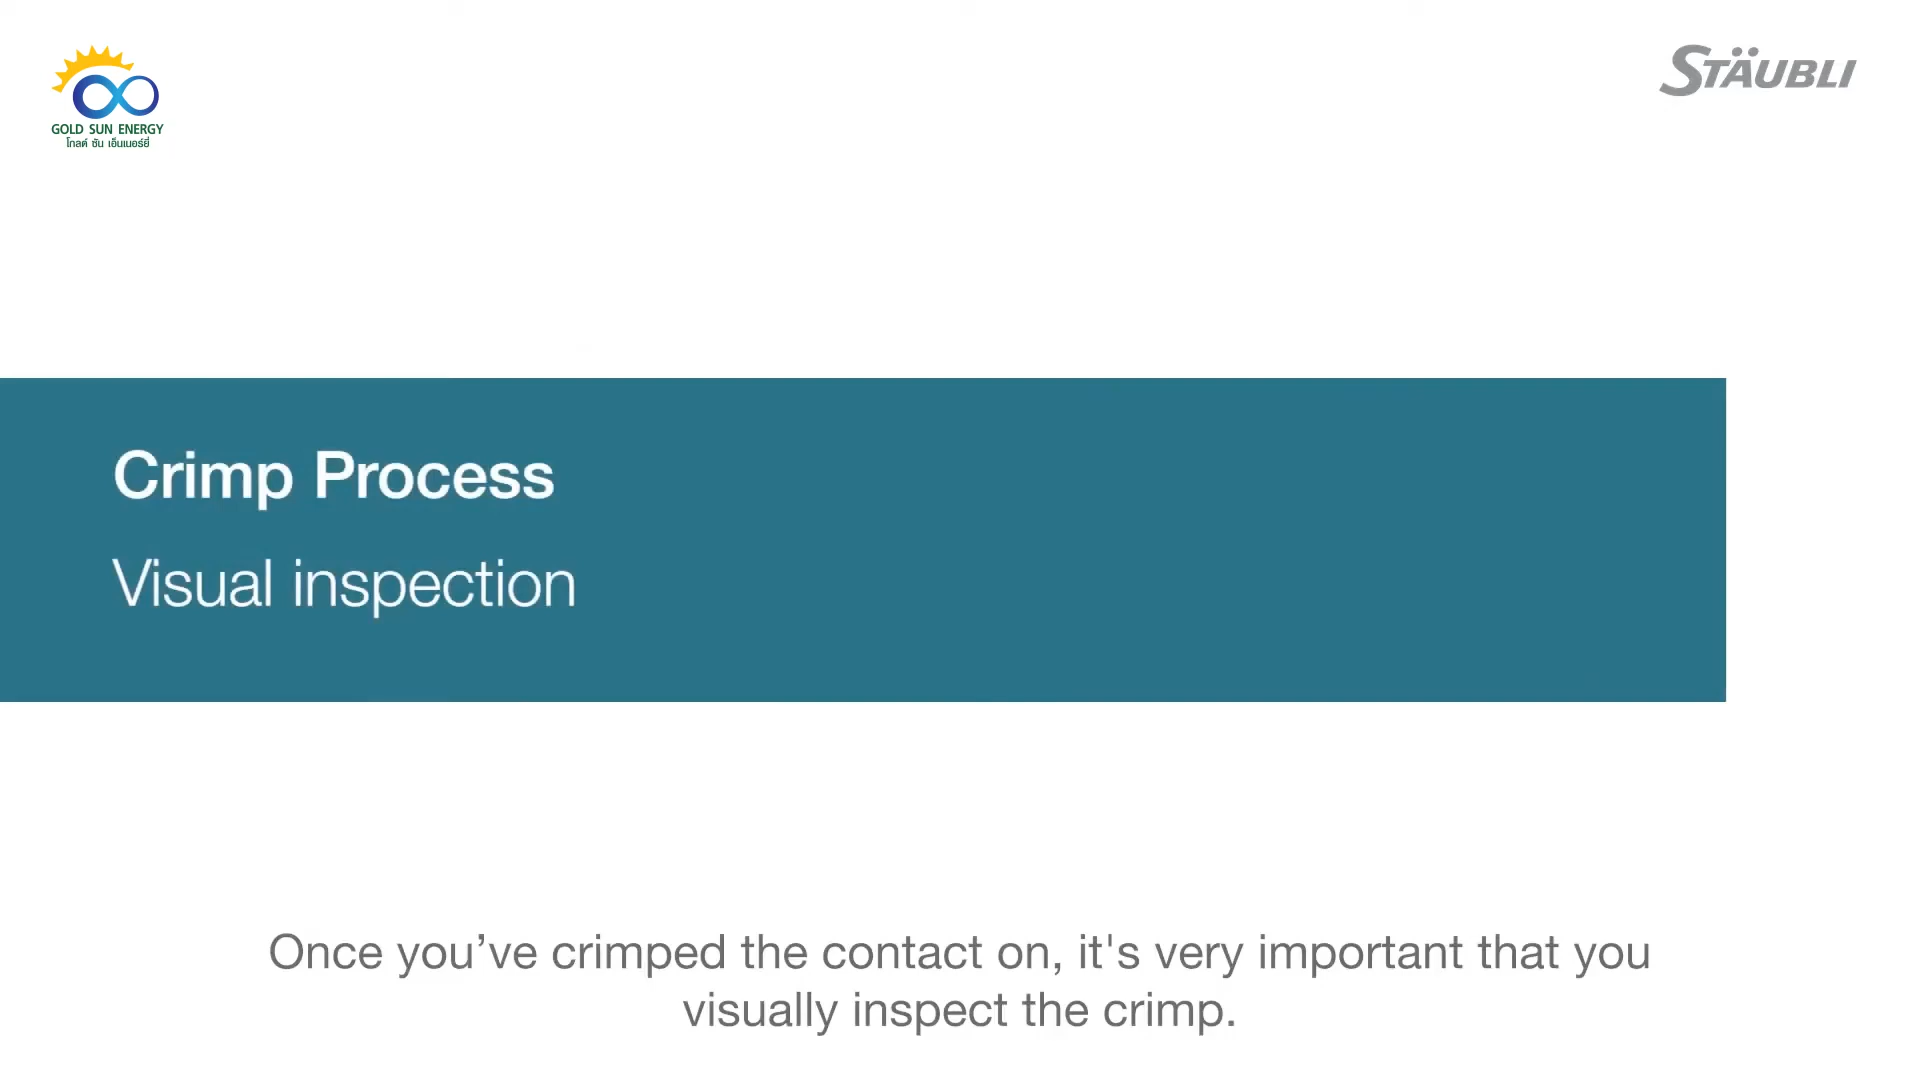 GOLD SUN ENERGY
โกลด์ ซัน เอ็นเนอร์ยี่
STÄUBLI
Crimp Process
Visual inspection
Once you’ve crimped the contact on, it's very important that you
visually inspect the crimp.